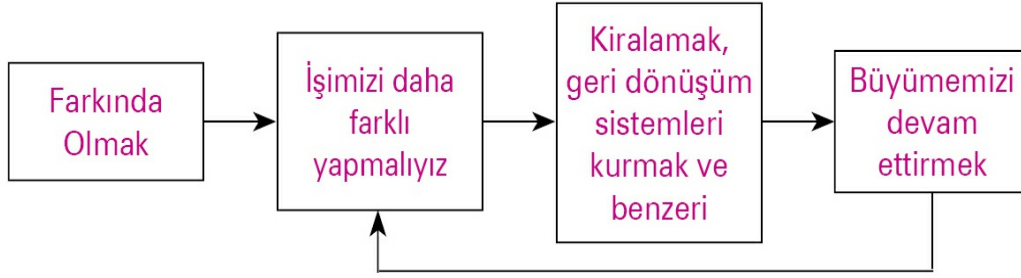 Farkında
Olmak
İşimizi daha
farklı
yapmalıyız
Kiralamak,
geri dönüşüm
sistemleri
kurmak ve
benzeri
Büyümemizi
devam
ettirmek